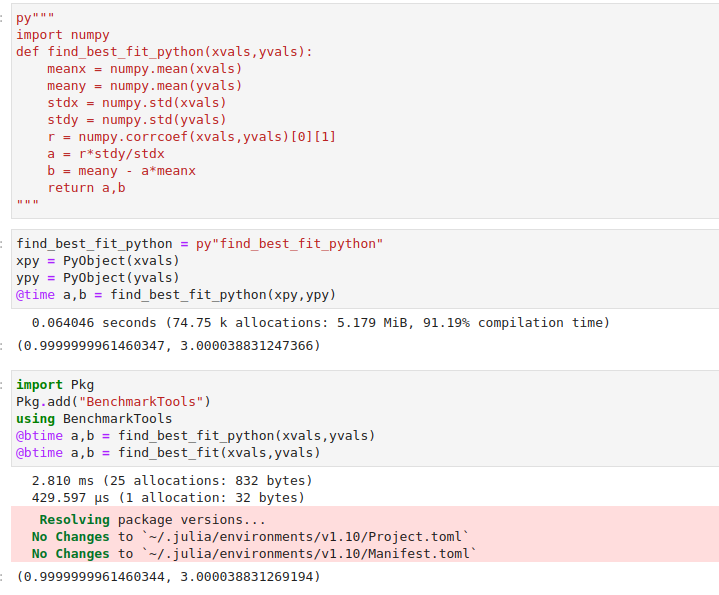 py"""
import numpy
def find_best_fit_python(xvals,yvals):
    meanx = numpy.mean(xvals)
    meany = numpy.mean(yvals)
    stdx = numpy.std(xvals)
    stdy = numpy.std(yvals)
    r = numpy.corrcoef(xvals,yvals)[0][1]
    a = r*stdy/stdx
    b = meany - a*meanx
    return a,b
"""
find_best_fit_python = py"find_best_fit_python"
xpy = PyObject(xvals)
ypy = PyObject(yvals)
@time a,b = find_best_fit_python(xpy,ypy)
  0.064046 seconds (74.75 k allocations: 5.179 MiB, 91.19% compilation time)
(0.9999999961460347, 3.000038831247366)
import Pkg
Pkg.add("BenchmarkTools")
using BenchmarkTools
@btime a,b = find_best_fit_python(xvals,yvals)
@btime a,b = find_best_fit(xvals,yvals)
  2.810 ms (25 allocations: 832 bytes)
  429.597 μs (1 allocation: 32 bytes)
   Resolving package versions...
  No Changes to `~/.julia/environments/v1.10/Project.toml`
  No Changes to `~/.julia/environments/v1.10/Manifest.toml`
(0.9999999961460344, 3.000038831269194)